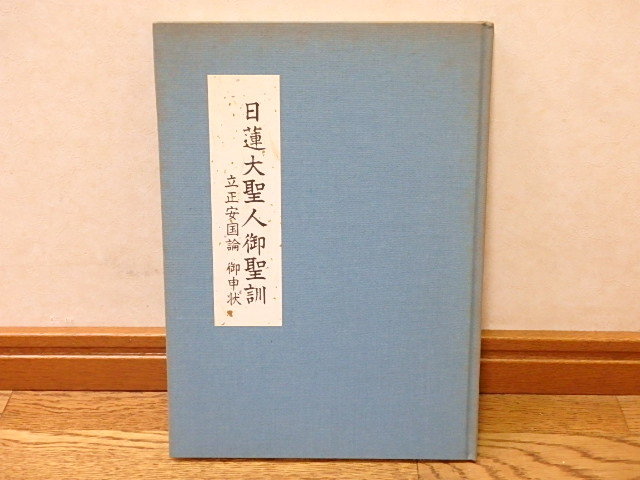 日蓮大聖人御聖訓
立正安国論 御申状